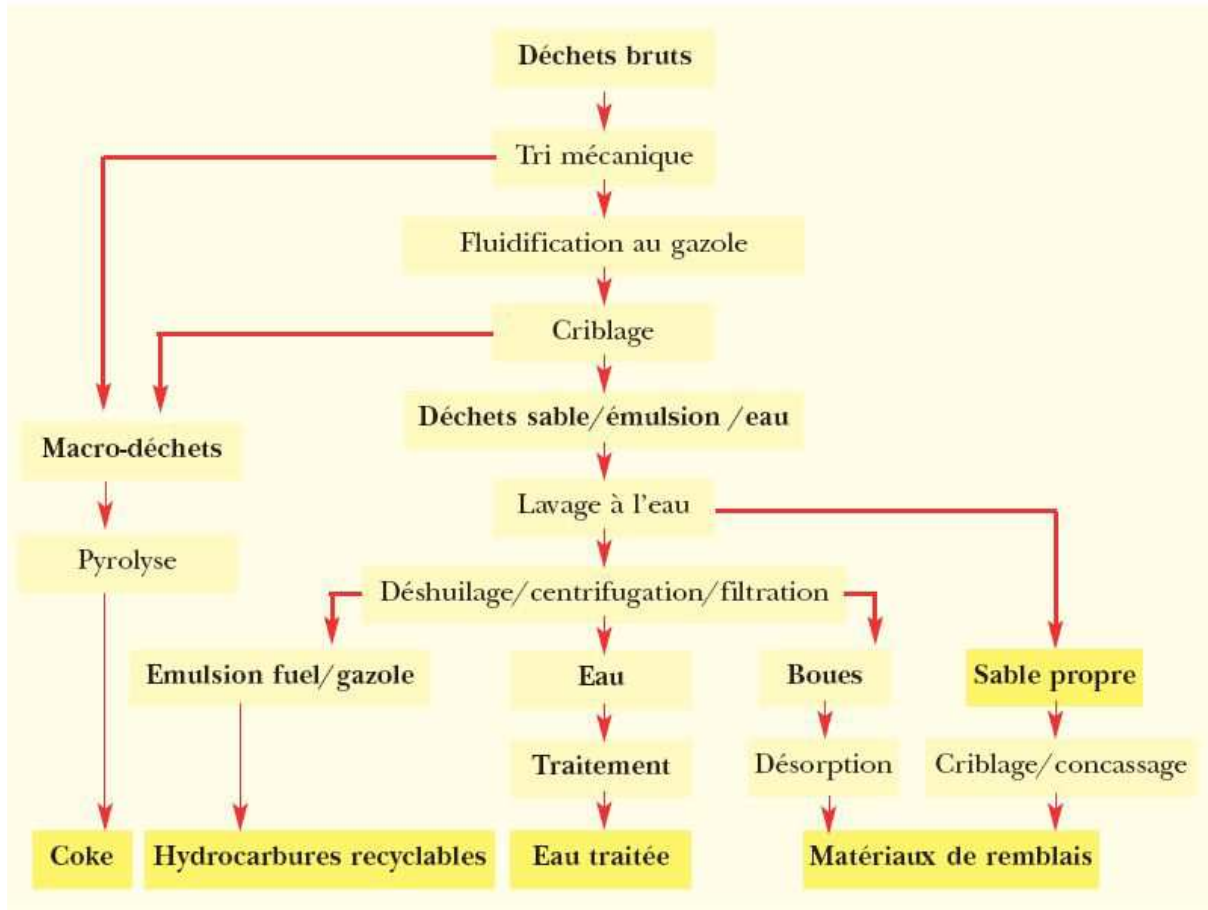 Déchets bruts
Tri mécanique
Fluidification au gazole
Criblage
Déchets sable/émulsion /eau
Macro-déchets
Lavage à l'eau
Pyrolyse
Déshuilage/centrifugation/filtration
Emulsion fuel/gazole
Eau
Boues
Sable propre
Traitement
Désorption
Criblage/concassage
Coke
Hydrocarbures recyclables
Eau traitée
Matériaux de remblais